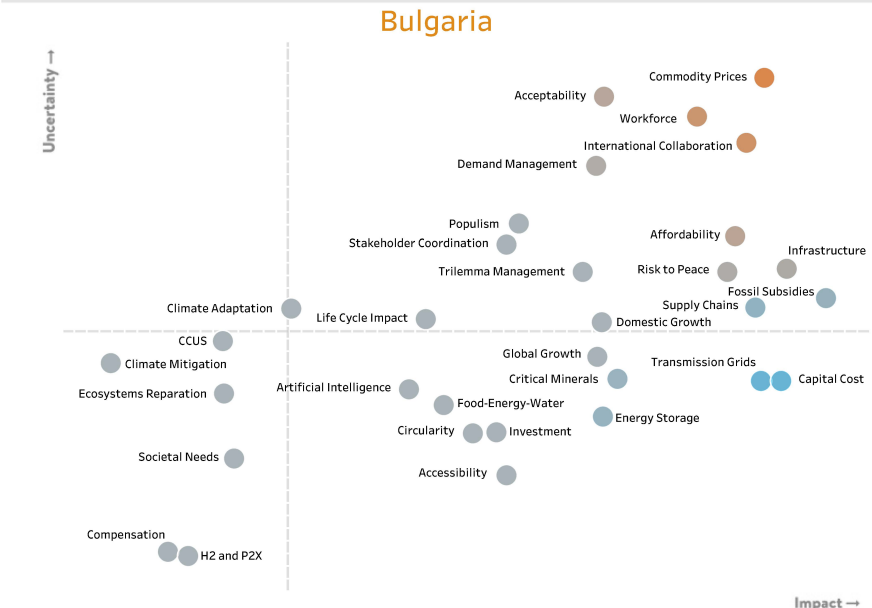 Bulgaria
Uncertainty →
Commodity Prices
Acceptability
Workforce
International Collaboration
Demand Management
Populism
Affordability
Stakeholder Coordination
Infrastructure
Trilemma Management
Risk to Peace
Fossil Subsidies
Supply Chains
Climate Adaptation
Life Cycle Impact
Domestic Growth
CCUS
Global Growth
Climate Mitigation
Transmission Grids
Critical Minerals
Capital Cost
Artificial Intelligence
Ecosystems Reparation
Food-Energy-Water
Energy Storage
Circularity
Investment
Societal Needs
Accessibility
Compensation
H2 and P2X
Impact →